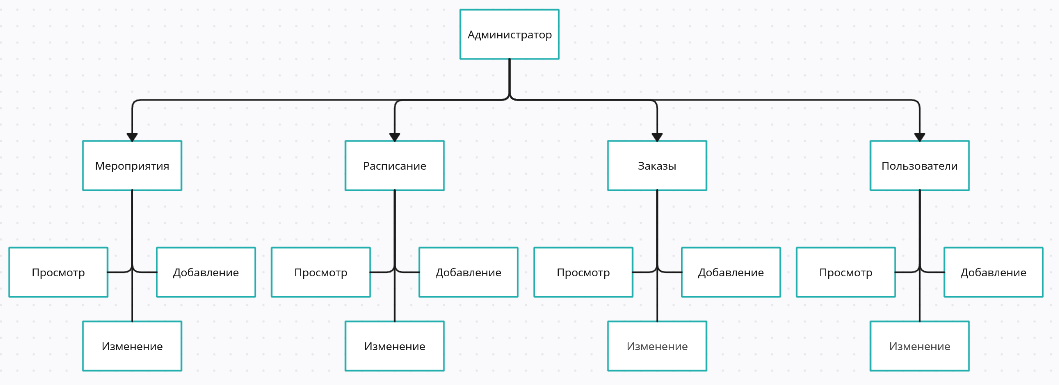 Администратор
Мероприятия
Расписание
Заказы
Пользователи
Просмотр
Добавление
Просмотр
Добавление
Просмотр
Добавление
Просмотр
Добавление
Изменение
Изменение
Изменение
Изменение